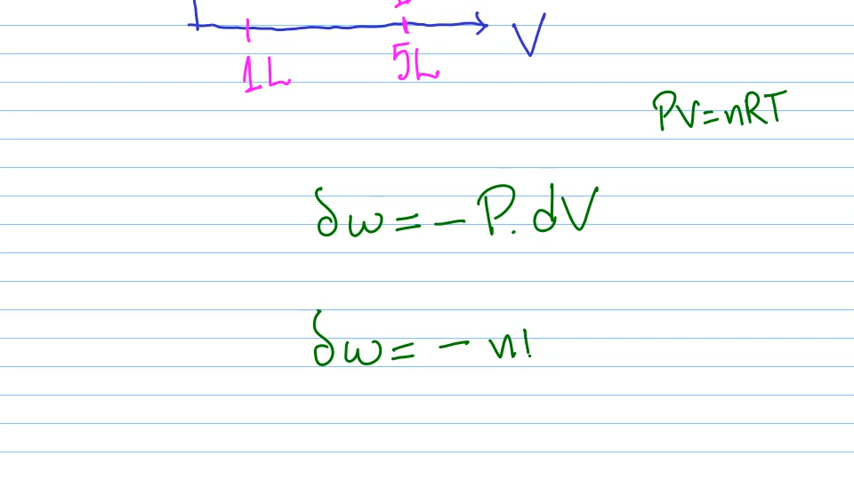 V
1L 5L
PV=nRT
δw = - P. dV
δw = - n